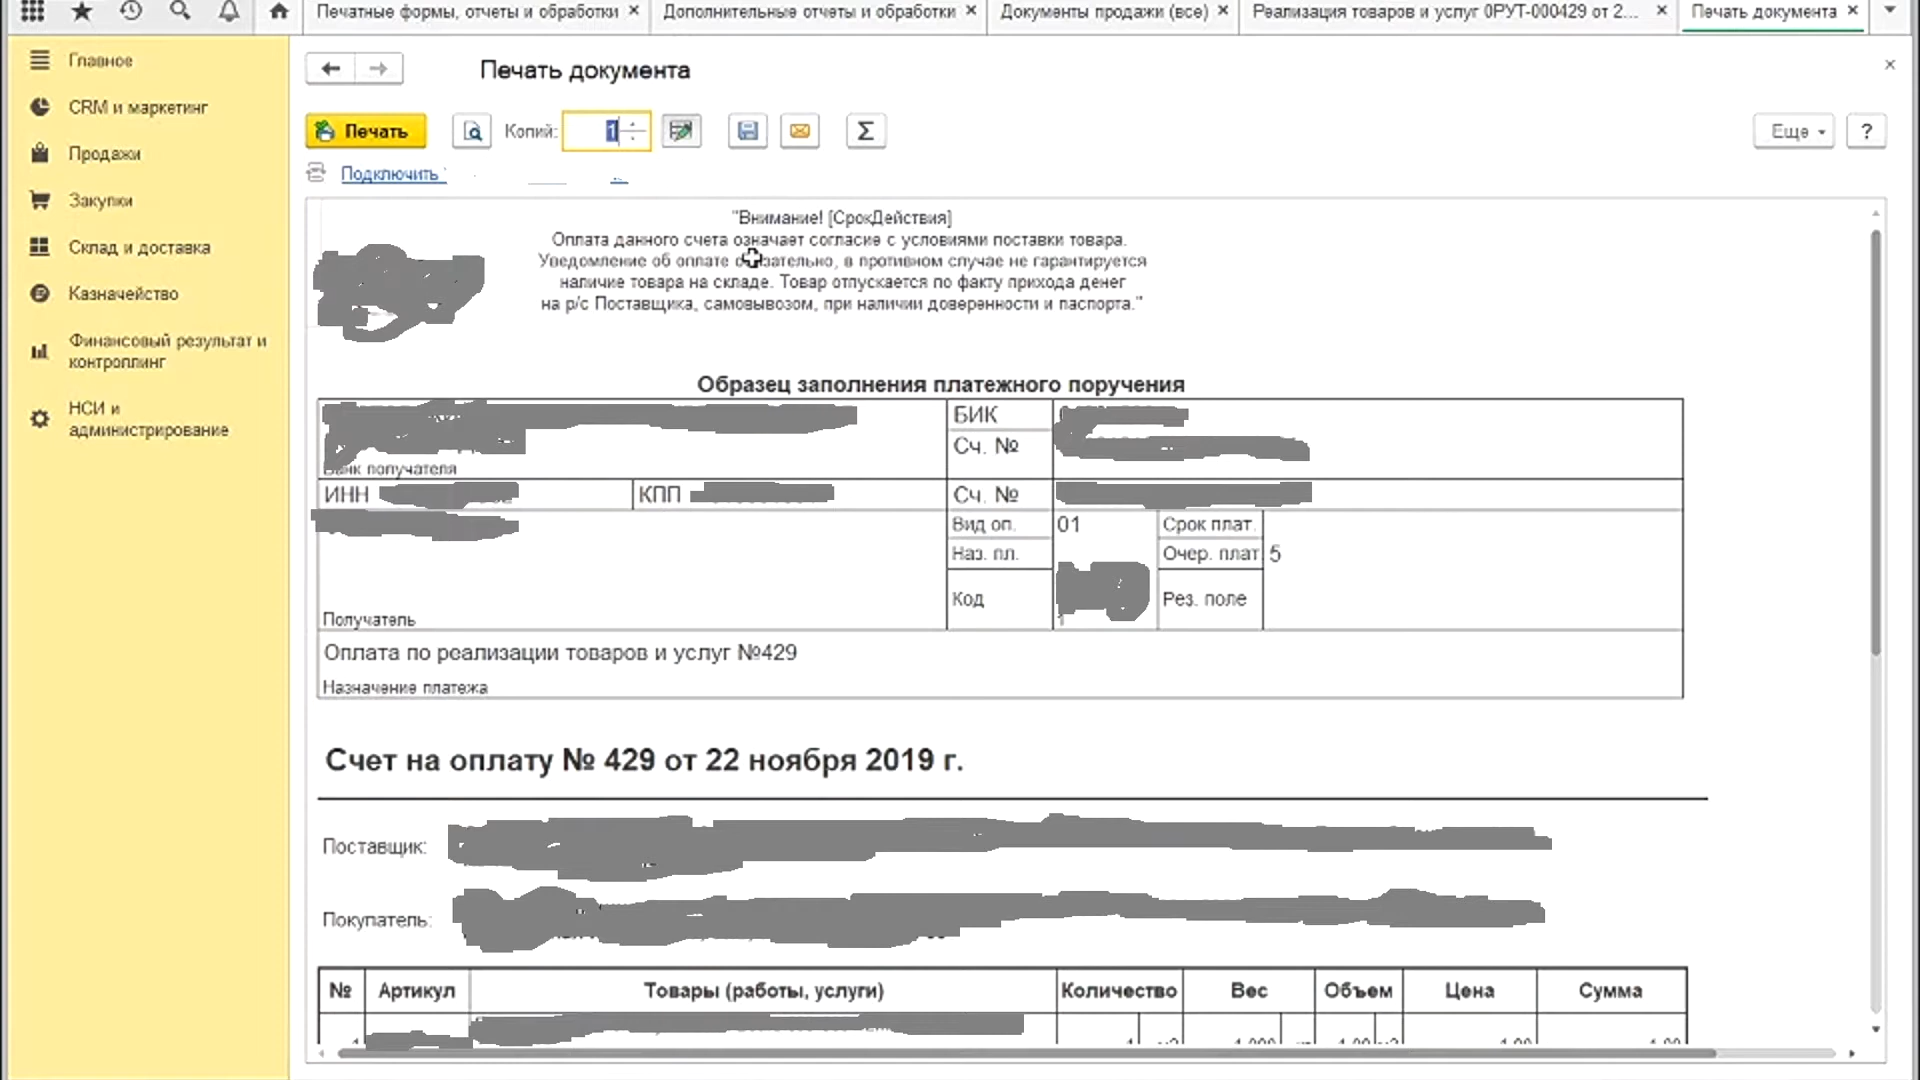 Печатные формы, отчеты и обработки ×
Дополнительные отчеты и обработки ×
Документы продажи (все) ×
Реализация товаров и услуг 0РУТ-000429 от 2... ×
Печать документа ×
Главное
CRM и маркетинг
Продажи
Закупки
Склад и доставка
Казначейство
Финансовый результат и
контроллинг
НСИ и
администрирование
Печать документа
Печать
Копий: 1
Σ
Еще
?
Подключить
"Внимание! [СрокДействия]
Оплата данного счета означает согласие с условиями поставки товара.
Уведомление об оплате обязательно, в противном случае не гарантируется
наличие товара на складе. Товар отпускается по факту прихода денег
на р/с Поставщика, самовывозом, при наличии доверенности и паспорта."
Образец заполнения платежного поручения
БИК
Сч. №
Банк получателя
ИНН
КПП
Сч. №
Вид оп. 01 Срок плат.
Наз. пл. Очер. плат 5
Код Рез. поле
Получатель
Оплата по реализации товаров и услуг №429
Назначение платежа
Счет на оплату № 429 от 22 ноября 2019 г.
Поставщик:
Покупатель:
№ Артикул Товары (работы, услуги) Количество Вес Объем Цена Сумма